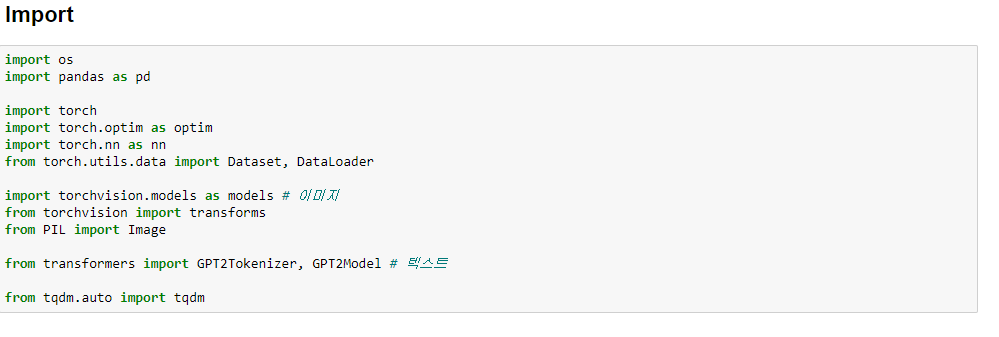 Import
import os
import pandas as pd
import torch
import torch.optim as optim
import torch.nn as nn
from torch.utils.data import Dataset, DataLoader
import torchvision.models as models # 이미지
from torchvision import transforms
from PIL import Image
from transformers import GPT2Tokenizer, GPT2Model # 텍스트
from tqdm.auto import tqdm